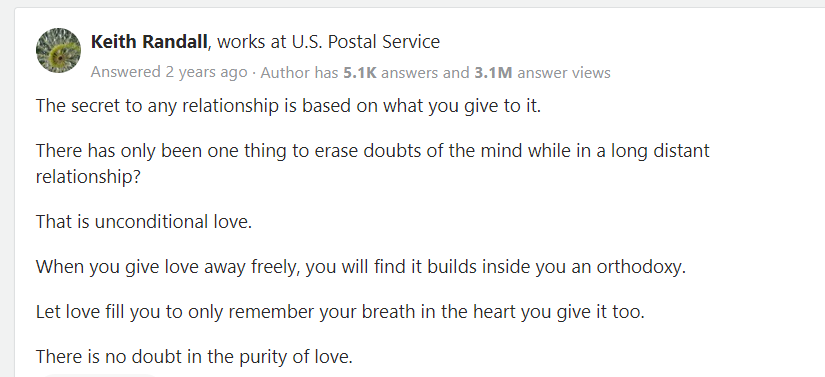 Keith Randall, works at U.S. Postal Service
Answered 2 years ago · Author has 5.1K answers and 3.1M answer views
The secret to any relationship is based on what you give to it.
There has only been one thing to erase doubts of the mind while in a long distant
relationship?
That is unconditional love.
When you give love away freely, you will find it builds inside you an orthodoxy.
Let love fill you to only remember your breath in the heart you give it too.
There is no doubt in the purity of love.